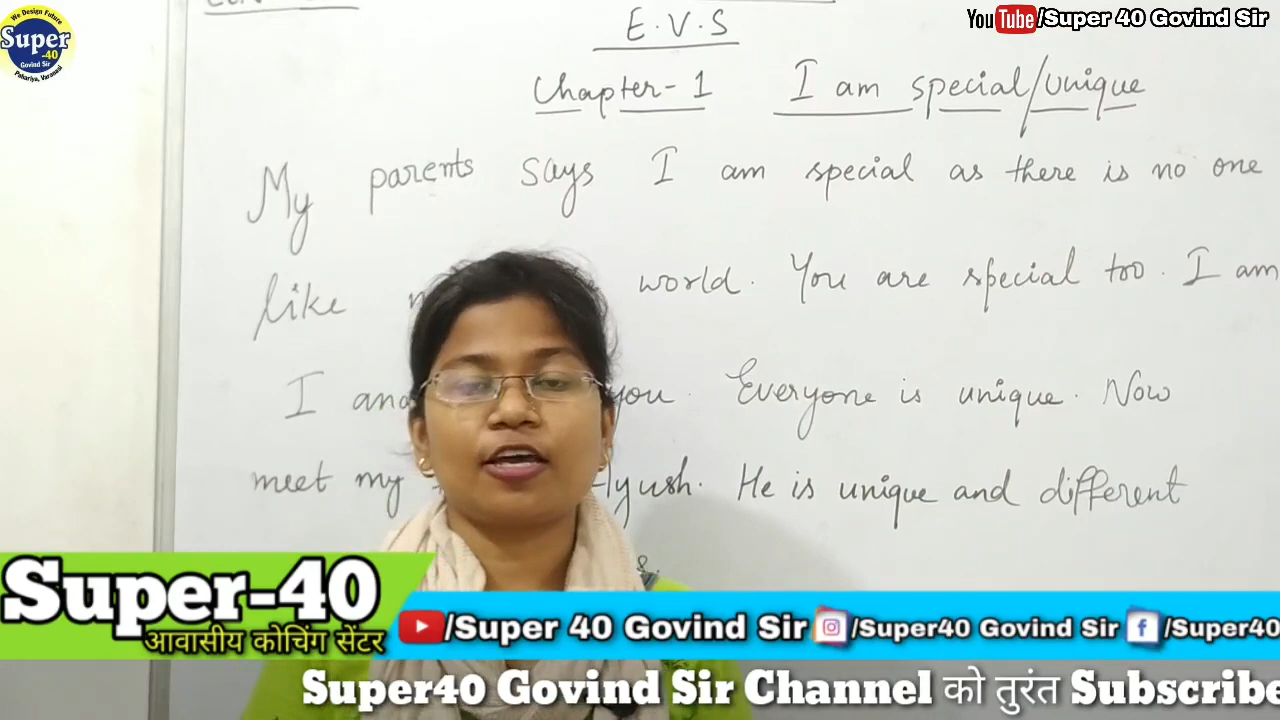 We Design Future
Super
-40
Govind Sir
Pahariya, Varanasi
YouTube/Super 40 Govind Sir
E.V.S
Chapter-1 I am special/unique
My parents says I am special as there is no one
like world. You are special too. I am
I you. Everyone is unique. Now
meet my He is unique and different
Super-40
आवासीय कोचिंग सेंटर
/Super 40 Govind Sir /Super40 Govind Sir f /Super40
Super40 Govind Sir Channel को तुरंत Subscribe